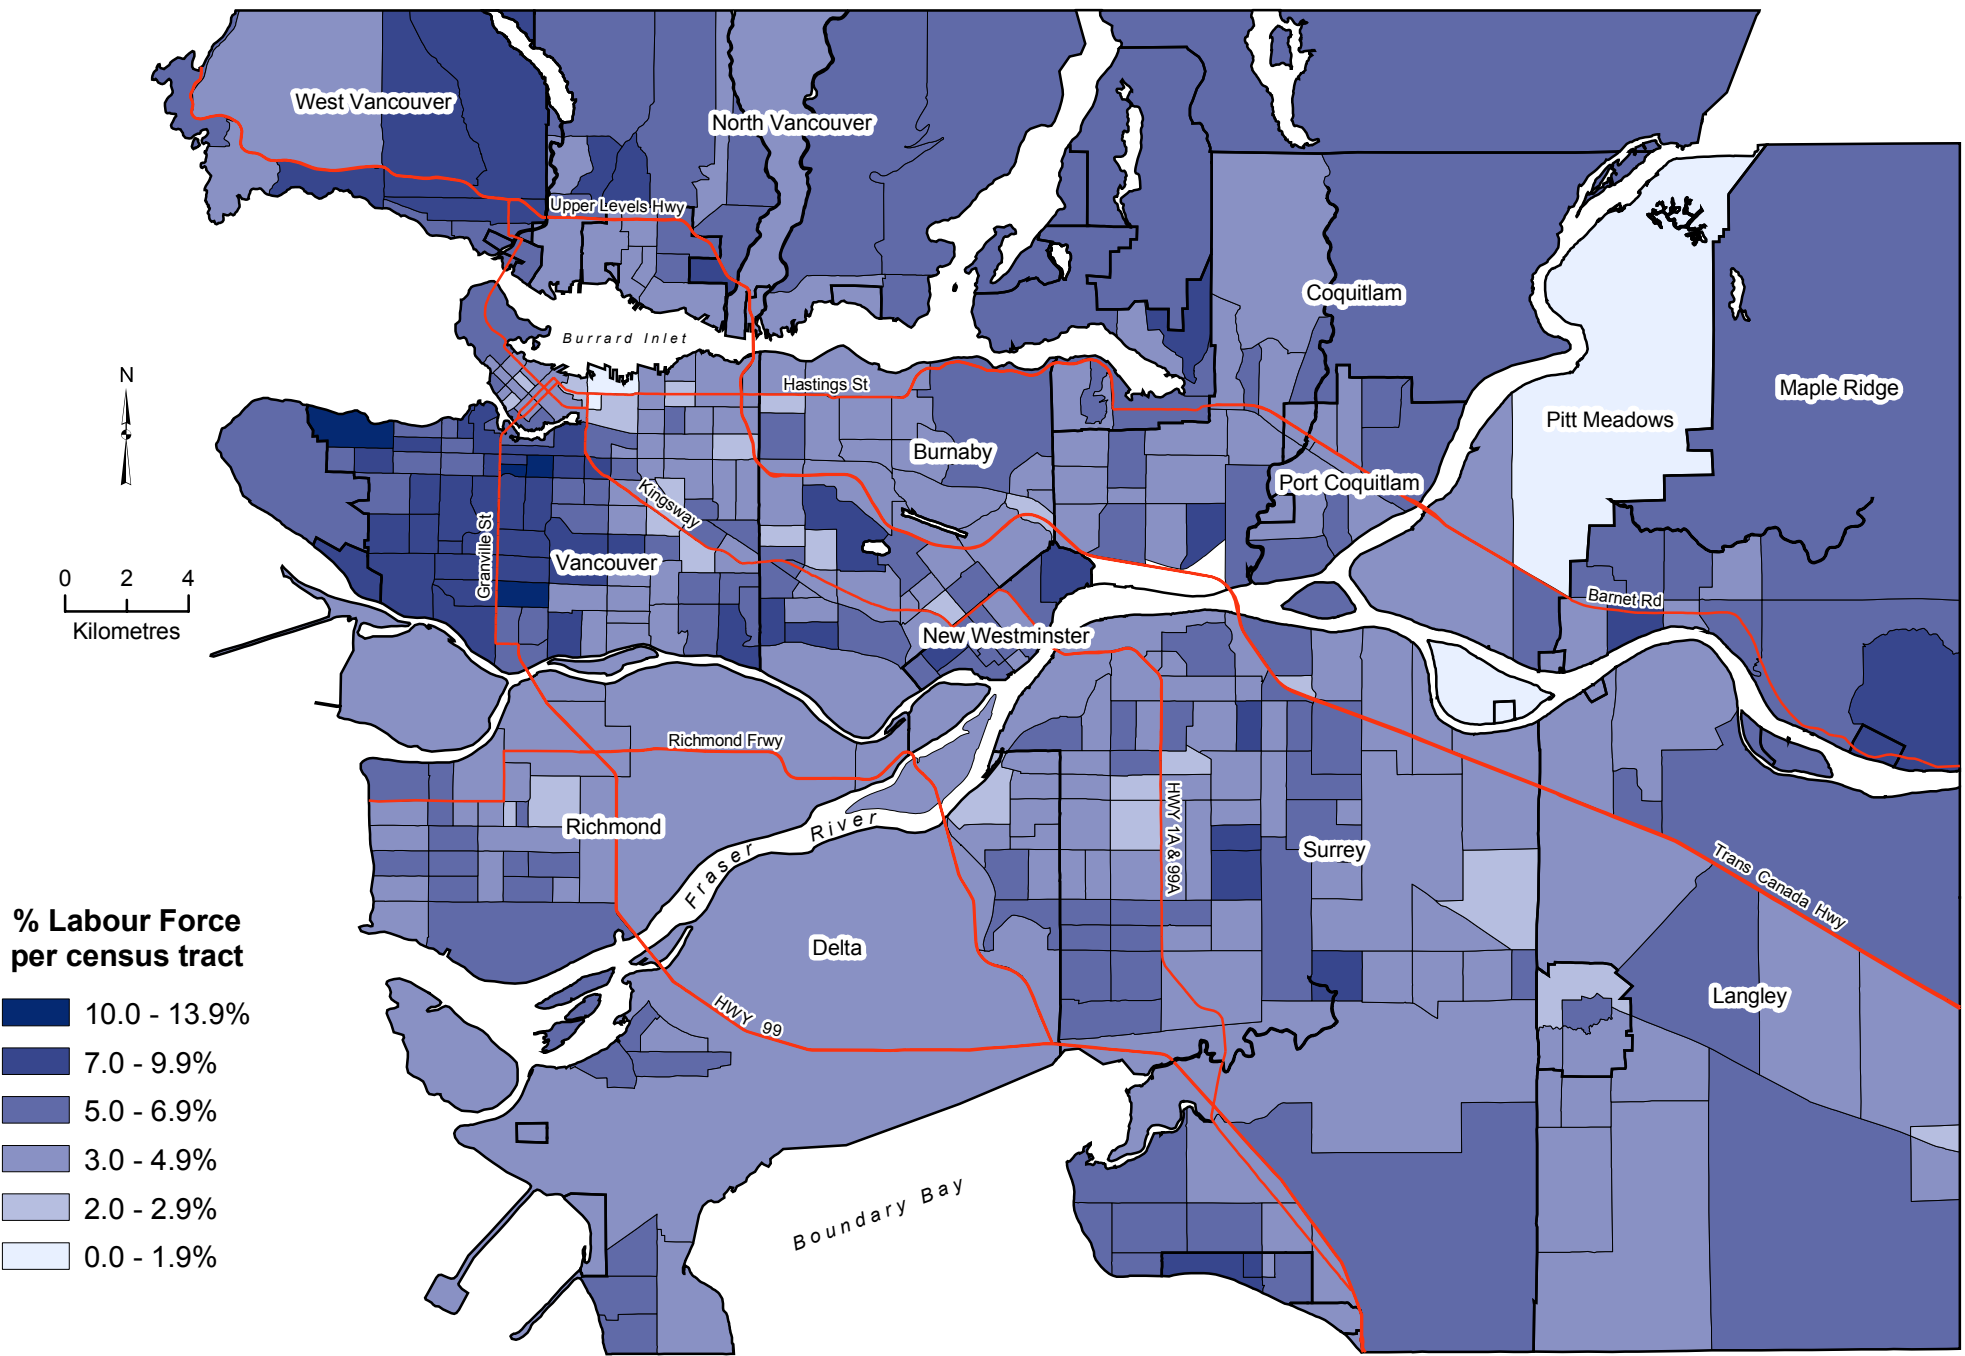 West Vancouver
North Vancouver
Upper Levels Hwy
Coquitlam
Burrard Inlet
N
Hastings St
Maple Ridge
Pitt Meadows
Burnaby
Port Coquitlam
Kingsway
Granville St
Vancouver
0 2 4
Kilometres
Barnet Rd
New Westminster
Richmond Frwy
HWY 1A & 99A
Richmond
Fraser River
Surrey
Trans Canada Hwy
% Labour Force
per census tract
Delta
Langley
HWY 99
10.0 - 13.9%
7.0 - 9.9%
5.0 - 6.9%
3.0 - 4.9%
2.0 - 2.9%
0.0 - 1.9%
Boundary Bay